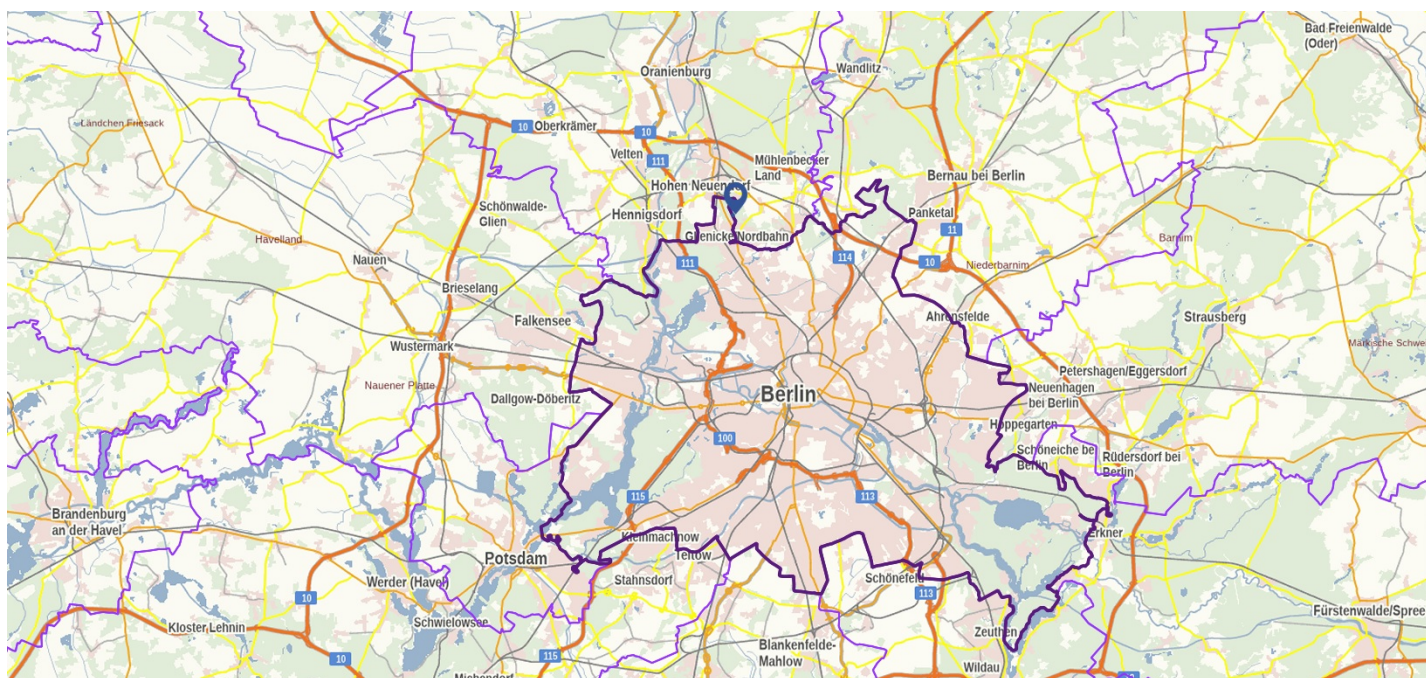 Bad Freienwalde
(Oder)
Oranienburg
Wandlitz
Ländchen Friesack
10
Oberkrämer
10
Velten
111
Mühlenbecker
Land
Hohen Neuendorf
Bernau bei Berlin
Schönwalde-
Glien
Hennigsdorf
Panketal
Havelland
Glienicke/Nordbahn
11
Barnim
Nauen
111
114
10
Niederbarnim
Brieselang
Falkensee
Ahrensfelde
Strausberg
Wustermark
Märkische Schwe
Nauener Platte
Petershagen/Eggersdorf
Dallgow-Döberitz
Berlin
Neuenhagen
bei Berlin
Hoppegarten
100
Schöneiche be
Berlin
Rüdersdorf bei
Berlin
115
113
Brandenburg
an der Havel
Kleinmachnow
Erkner
Potsdam
Teltow
Werder (Havel)
Stahnsdorf
Schönefeld
10
113
Kloster Lehnin
Schwielowsee
Fürstenwalde/Spree
Zeuthen
10
115
Blankenfelde-
Mahlow
Wildau
Michendorf